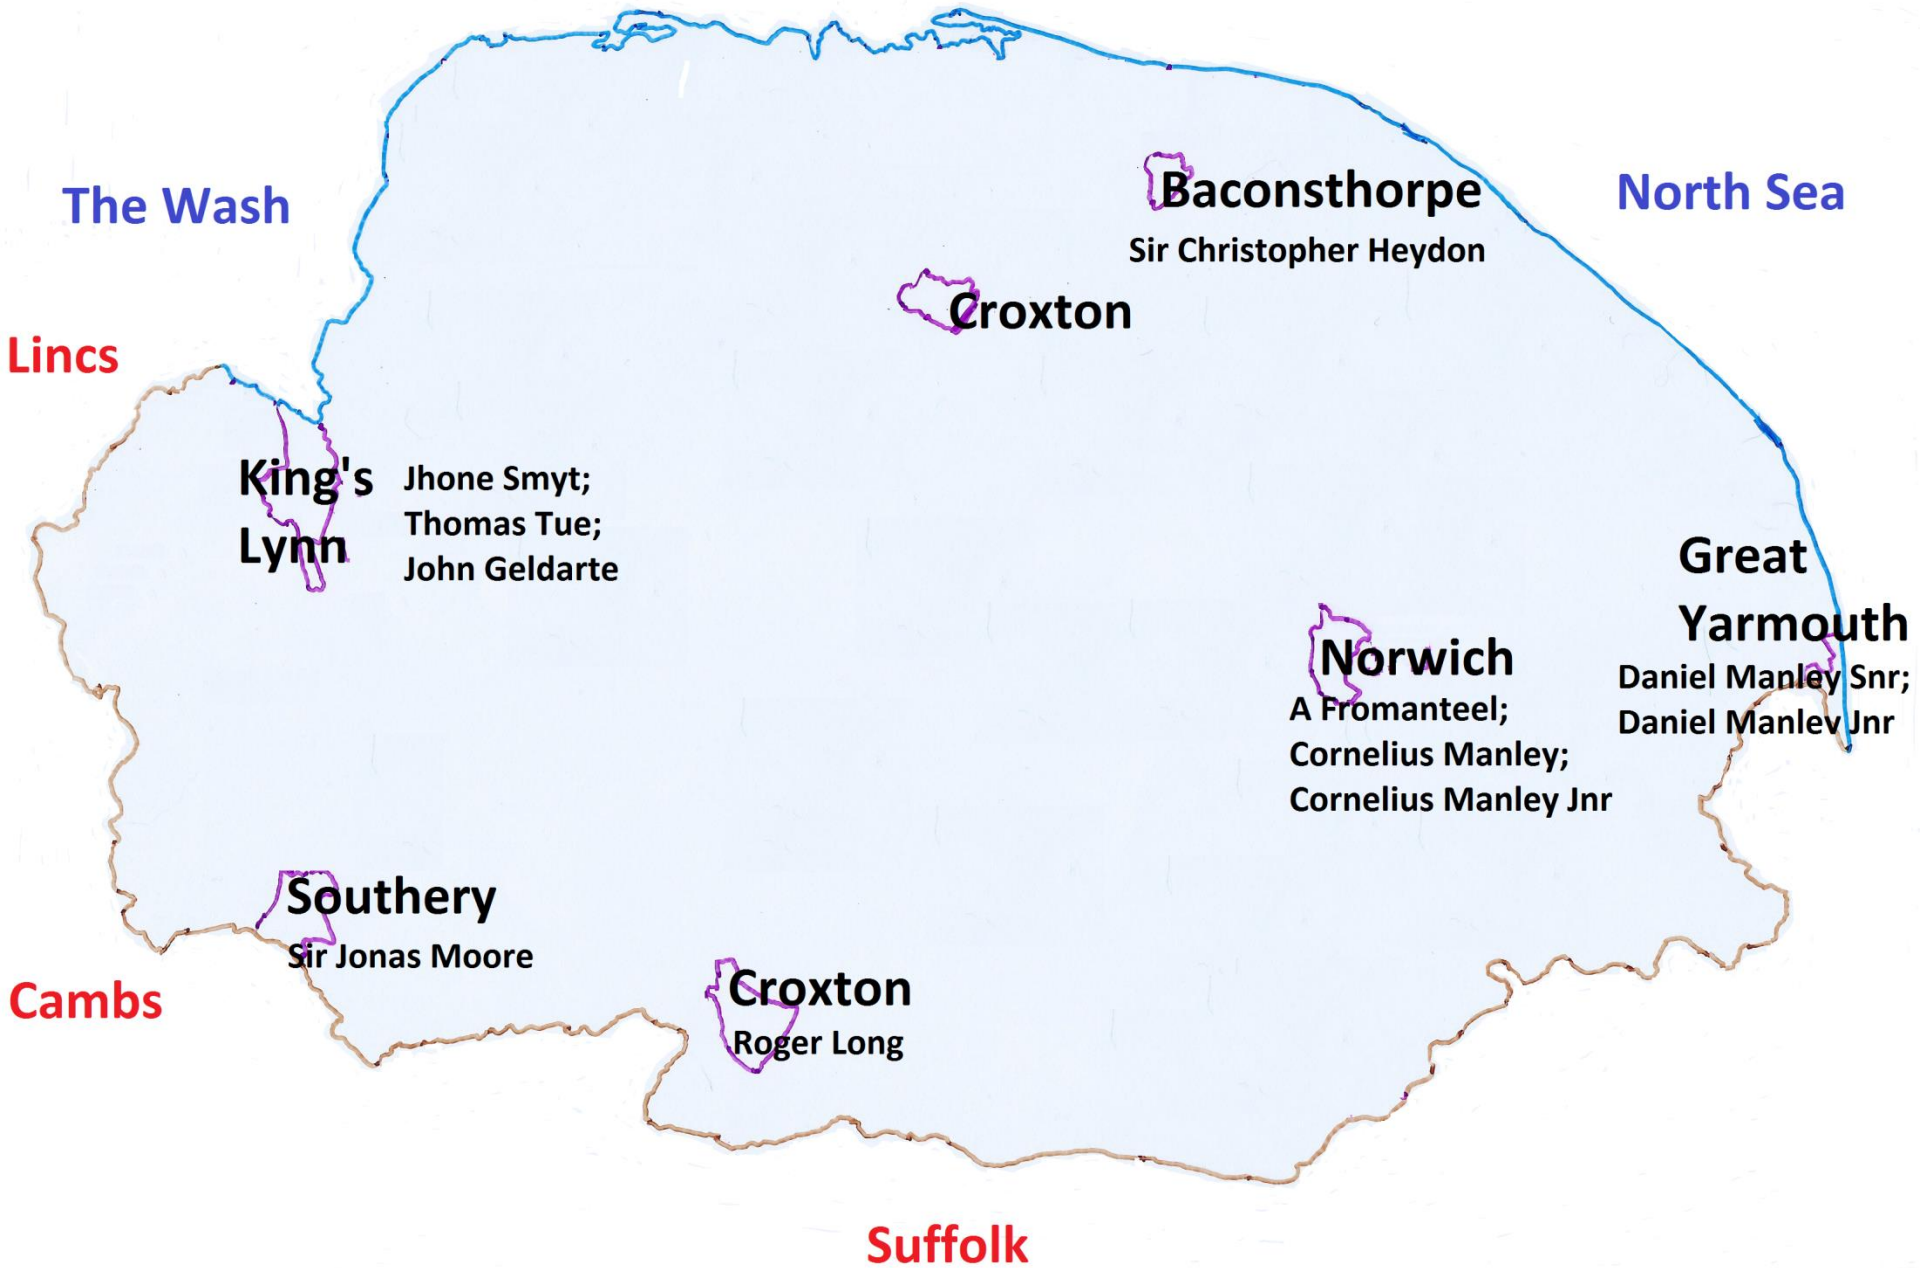 The Wash
North Sea
Baconsthorpe
Sir Christopher Heydon
Croxton
Lincs
King's
Lynn
Jhone Smyt;
Thomas Tue;
John Geldarte
Great
Yarmouth
Daniel Manley Snr;
Daniel Manley Jnr
Norwich
A Fromanteel;
Cornelius Manley;
Cornelius Manley Jnr
Southery
Sir Jonas Moore
Croxton
Roger Long
Cambs
Suffolk